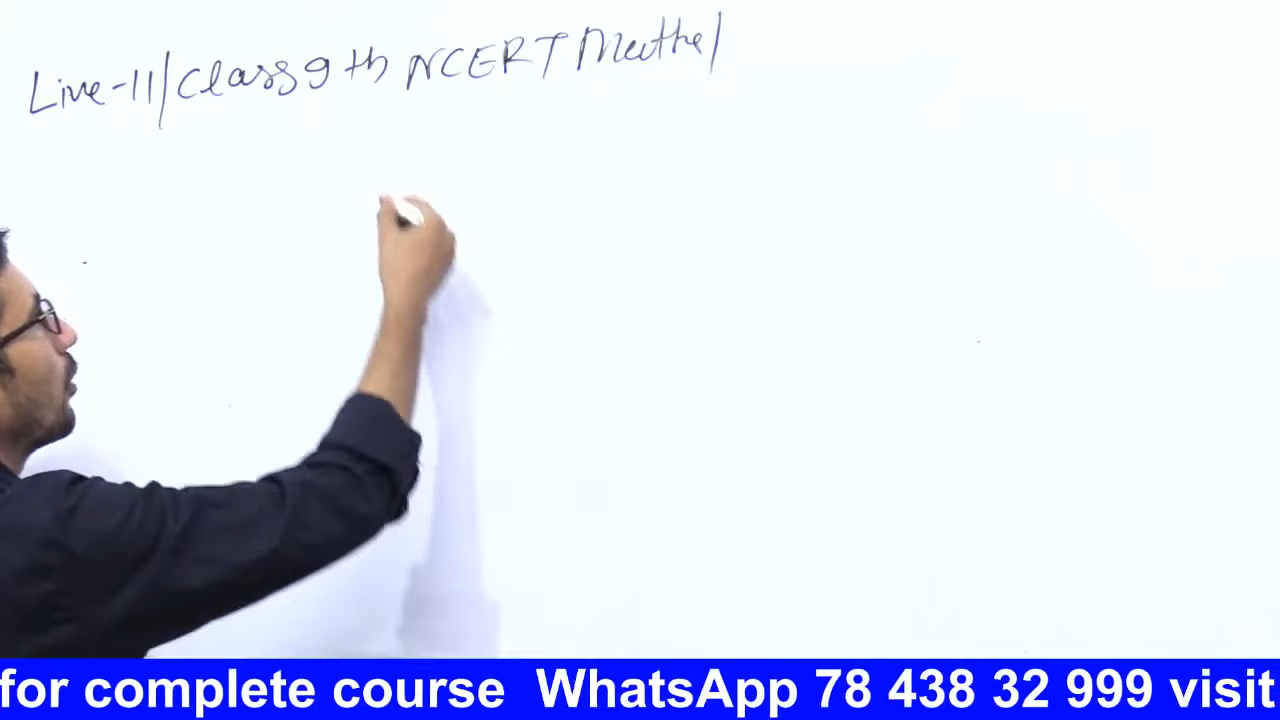 Live-11/Class 9th NCERT Maths/
for complete course WhatsApp 78 438 32 999 visit